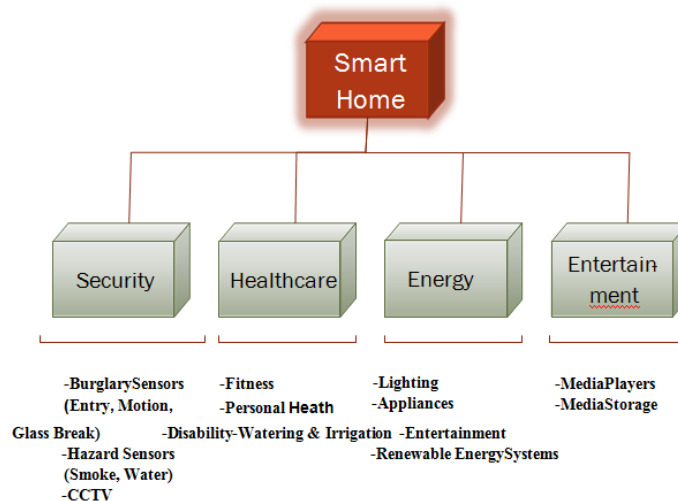 Smart
Home
Security
Healthcare
Energy
Entertain-
ment
-BurglarySensors
(Entry, Motion,
Glass Break)
-Hazard Sensors
(Smoke, Water)
-CCTV
-Fitness
-Personal Heath
-Disability-Watering & Irrigation
-Lighting
-Appliances
-Entertainment
-Renewable EnergySystems
-MediaPlayers
-MediaStorage